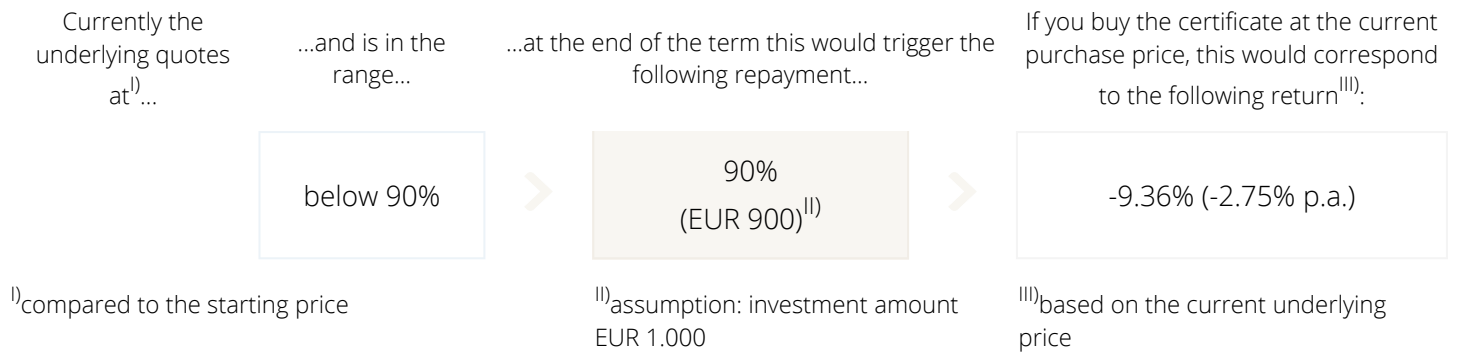 Currently the
underlying quotes
at^I)...
...and is in the
range...
...at the end of the term this would trigger the
following repayment...
If you buy the certificate at the current
purchase price, this would correspond
to the following return^III):
below 90%
90%
(EUR 900)^II)
-9.36% (-2.75% p.a.)
^I)compared to the starting price
^II)assumption: investment amount
EUR 1.000
^III)based on the current underlying
price